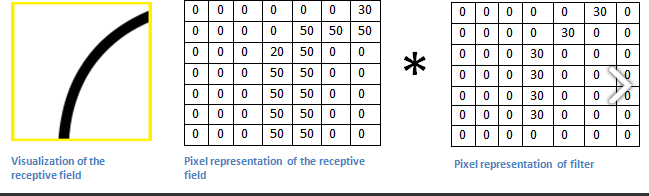 0 0 0 0 0 0 30
0 0 0 0 50 50 50
0 0 0 20 50 0 0
0 0 0 50 50 0 0
0 0 0 50 50 0 0
0 0 0 50 50 0 0
0 0 0 50 50 0 0
*
0 0 0 0 0 30 0
0 0 0 0 30 0 0
0 0 0 30 0 0 0
0 0 0 30 0 0 0
0 0 0 30 0 0 0
0 0 0 30 0 0 0
0 0 0 0 0 0 0
Visualization of the
receptive field
Pixel representation of the receptive
field
Pixel representation of filter